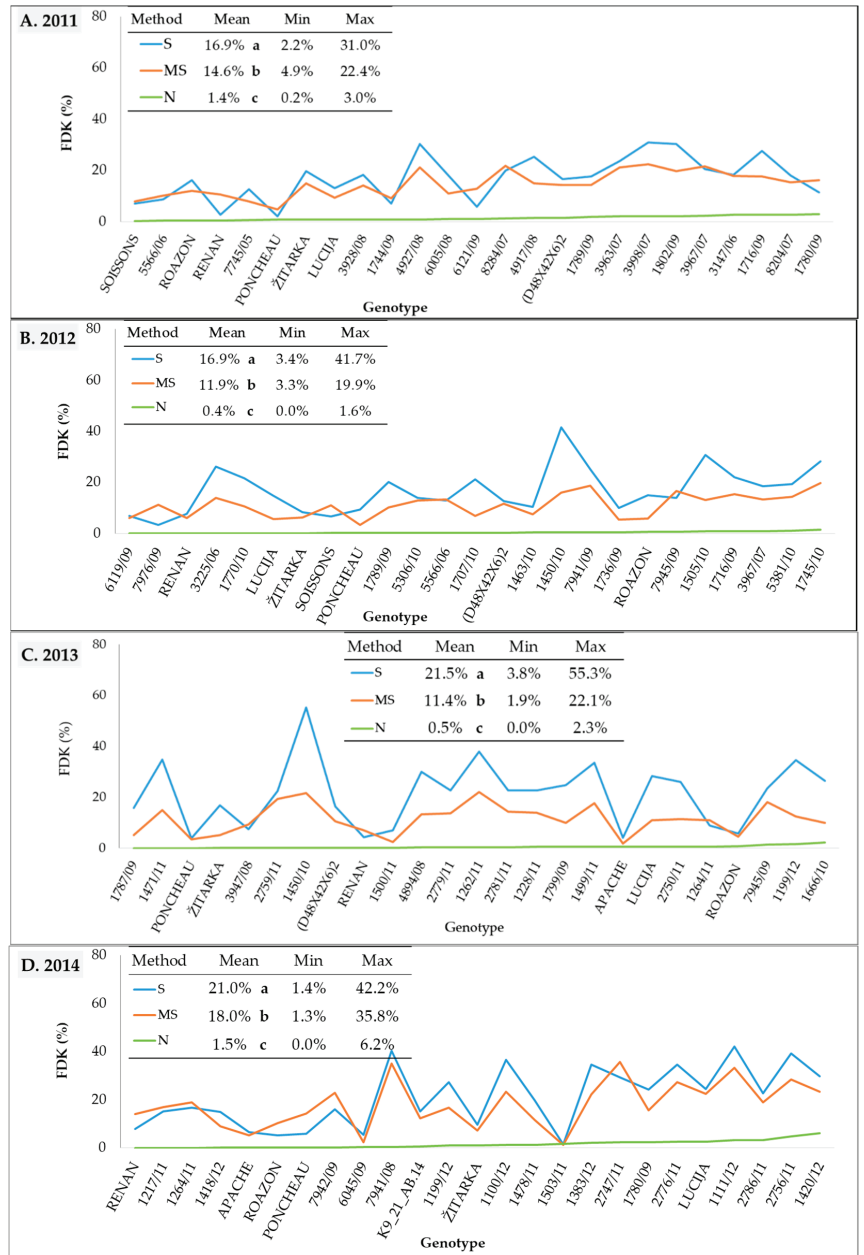 A. 2011
Method Mean Min Max
S 16.9% a 2.2% 31.0%
MS 14.6% b 4.9% 22.4%
N 1.4% c 0.2% 3.0%
FDK (%)
80
60
40
20
0
SOISSONS 5566/06 ROAZON RENAN 7745/05 PONCHEAU ŽITARKA LUCIJA 3928/08 1744/09 4927/08 6005/08 6121/09 8284/07 4917/08 (D48X42X6)2 1789/09 3963/07 3998/07 1802/09 3967/07 3147/06 1716/09 8204/07 1780/09
Genotype
B. 2012
Method Mean Min Max
S 16.9% a 3.4% 41.7%
MS 11.9% b 3.3% 19.9%
N 0.4% c 0.0% 1.6%
FDK (%)
80
60
40
20
0
6119/09 7976/09 RENAN 3225/06 1770/10 LUCIJA ŽITARKA SOISSONS PONCHEAU 1789/09 5306/10 5566/06 1707/10 (D48X42X6)2 1463/10 1450/10 7941/09 1736/09 ROAZON 7945/09 1505/10 1716/09 3967/07 5381/10 1745/10
Genotype
C. 2013
Method Mean Min Max
S 21.5% a 3.8% 55.3%
MS 11.4% b 1.9% 22.1%
N 0.5% c 0.0% 2.3%
FDK (%)
80
60
40
20
0
1787/09 1471/11 PONCHEAU ŽITARKA 3947/08 2759/11 1450/10 (D48X42X6)2 RENAN 1500/11 4894/08 2779/11 1262/11 2781/11 1228/11 1799/09 1499/11 APACHE LUCIJA 2750/11 1264/11 ROAZON 7945/09 1199/12 1666/10
Genotype
D. 2014
Method Mean Min Max
S 21.0% a 1.4% 42.2%
MS 18.0% b 1.3% 35.8%
N 1.5% c 0.0% 6.2%
FDK (%)
80
60
40
20
0
RENAN 1217/11 1264/11 1418/12 APACHE ROAZON PONCHEAU 7942/09 6045/09 7941/08 K9_21_AB.14 1199/12 ŽITARKA 1100/12 1478/11 1503/11 1383/12 2747/11 1780/09 2776/11 LUCIJA 1111/12 2786/11 2756/11 1420/12
Genotype